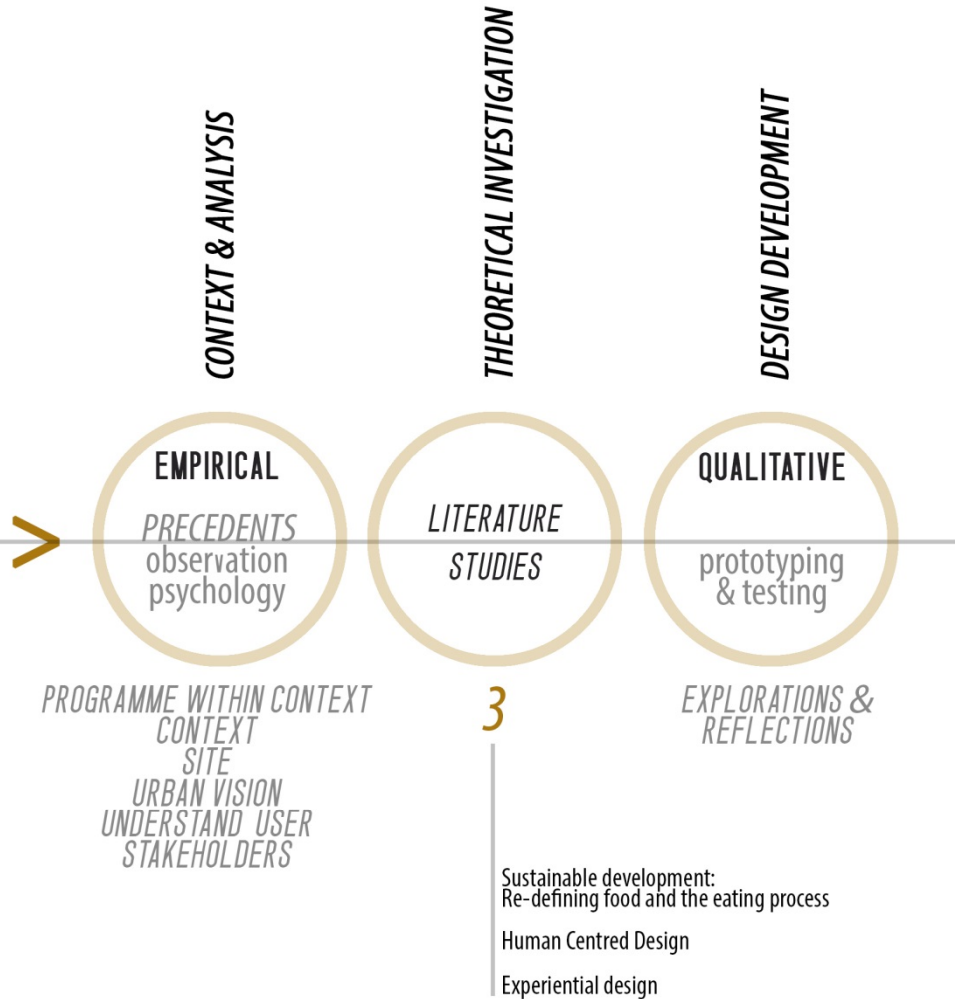 CONTEXT & ANALYSIS
THEORETICAL INVESTIGATION
DESIGN DEVELOPMENT
EMPIRICAL
PRECEDENTS
observation
psychology
LITERATURE
STUDIES
QUALITATIVE
prototyping
& testing
>
PROGRAMME WITHIN CONTEXT
CONTEXT
SITE
URBAN VISION
UNDERSTAND USER
STAKEHOLDERS
3
EXPLORATIONS &
REFLECTIONS
Sustainable development:
Re-defining food and the eating process
Human Centred Design
Experiential design